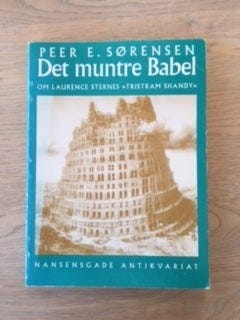 PEER E. SØRENSEN
Det muntre Babel
OM LAURENCE STERNES »TRISTRAM SHANDY«
NANSENSGADE ANTIKVARIAT